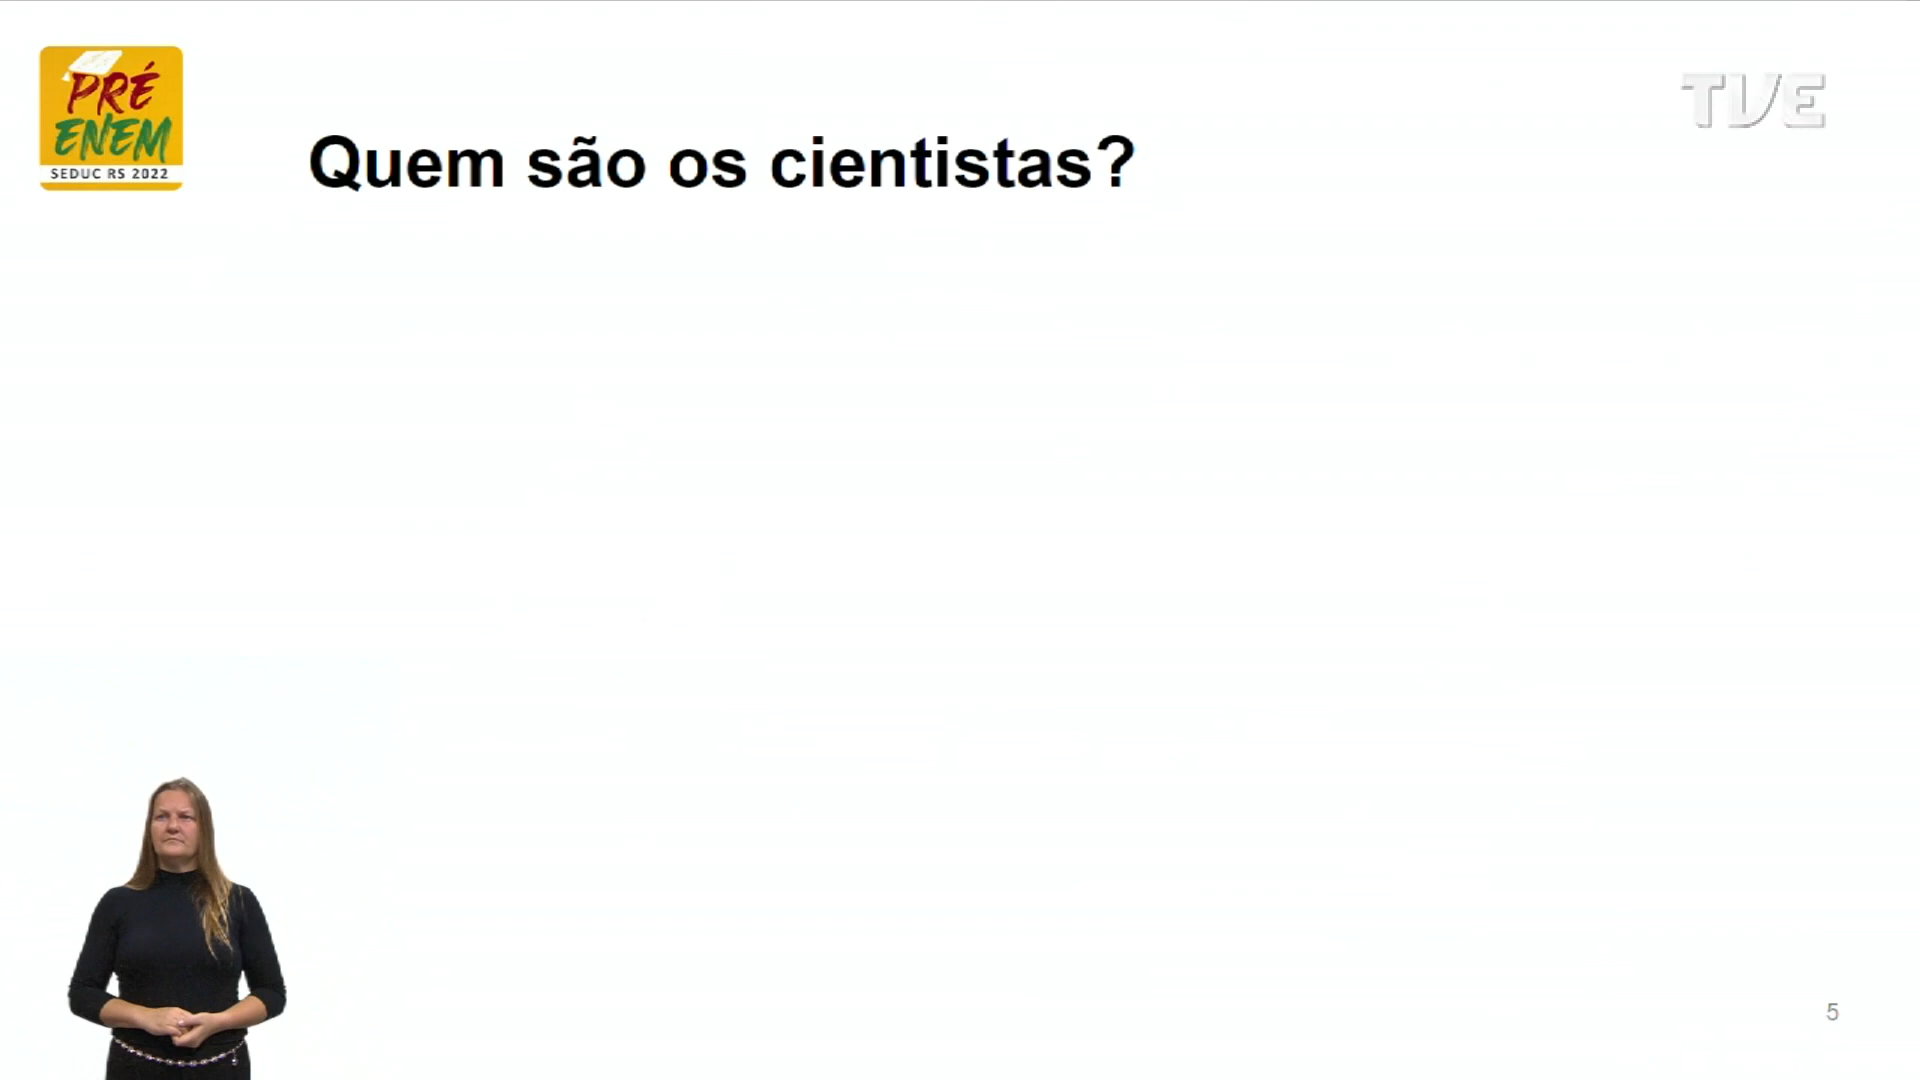 PRÉ
ENEM
SEDUC RS 2022
TVE
Quem são os cientistas?
5